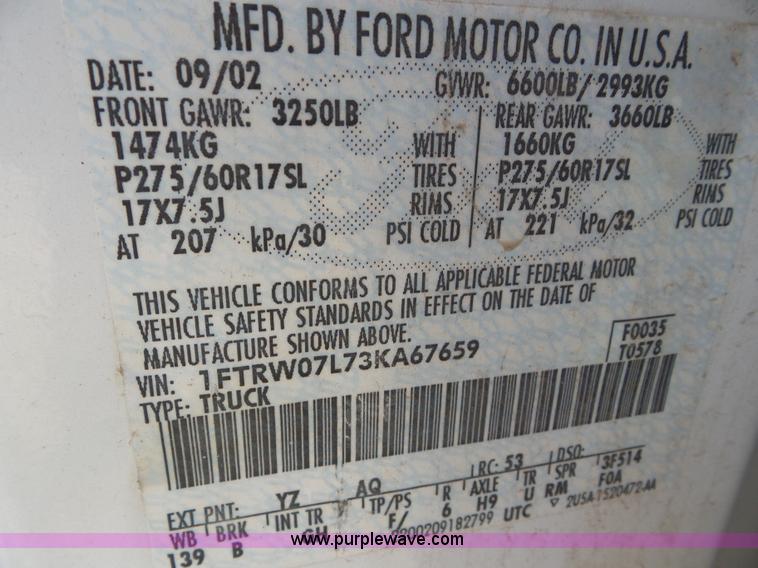 MFD. BY FORD MOTOR CO. IN U.S.A.
DATE: 09/02 GVWR: 6600LB/2993KG
FRONT GAWR: 3250LB REAR GAWR: 3660LB
1474KG WITH 1660KG WITH
P275/60R17SL TIRES P275/60R17SL TIRES
17X7.5J RIMS 17X7.5J RIMS
AT 207 kPa/30 PSI COLD AT 221 kPa/32 PSI COLD
THIS VEHICLE CONFORMS TO ALL APPLICABLE FEDERAL MOTOR
VEHICLE SAFETY STANDARDS IN EFFECT ON THE DATE OF
MANUFACTURE SHOWN ABOVE.
VIN: 1FTRW07L73KA67659 F0035
TYPE: TRUCK T0578
EXT PNT: YZ AQ RC: 53 DSO: 3F514
WB BRK INT TR TP/PS R AXLE TR SPR F0A
139 B F/ 6 H9 U RM
UTC 2U5A-1520472-AA
www.purplewave.com